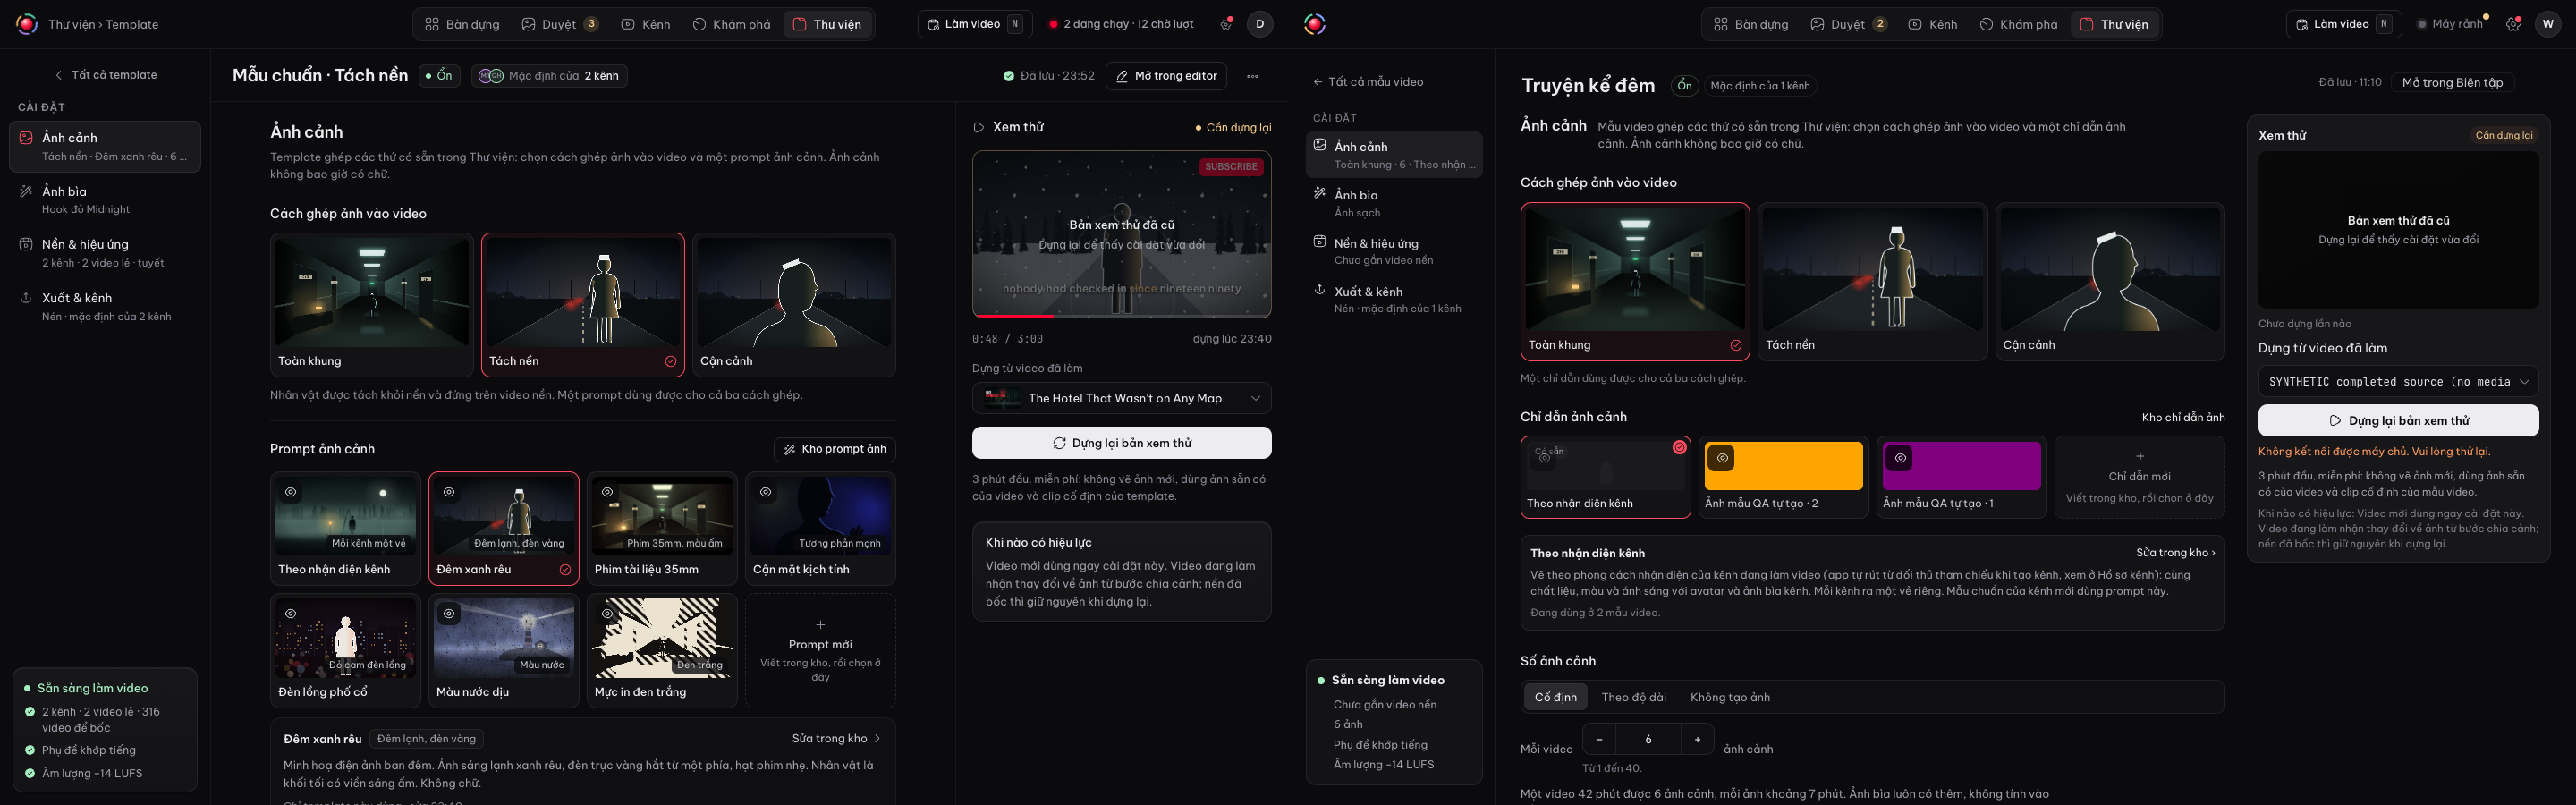 Thư viện › Template
Bàn dựng
Duyệt 3
Kênh
Khám phá
Thư viện
Làm video N
2 đang chạy · 12 chờ lượt
D
Tất cả template
CÀI ĐẶT
Ảnh cảnh
Tách nền · Đêm xanh rêu · 6 ...
Ảnh bìa
Hook đỏ Midnight
Nền & hiệu ứng
2 kênh · 2 video lẻ · tuyết
Xuất & kênh
Nén · mặc định của 2 kênh
Sẵn sàng làm video
2 kênh · 2 video lẻ · 316
video để bốc
Phụ đề khớp tiếng
Âm lượng -14 LUFS
Mẫu chuẩn · Tách nền
Ổn
Mặc định của 2 kênh
Đã lưu · 23:52
Mở trong editor
Ảnh cảnh
Template ghép các thứ có sẵn trong Thư viện: chọn cách ghép ảnh vào video và một prompt ảnh cảnh. Ảnh cảnh
không bao giờ có chữ.
Cách ghép ảnh vào video
Toàn khung
Tách nền
Cận cảnh
Nhân vật được tách khỏi nền và đứng trên video nền. Một prompt dùng được cho cả ba cách ghép.
Prompt ảnh cảnh
Kho prompt ảnh
Mỗi kênh một vẻ
Theo nhận diện kênh
Đêm lạnh, đèn vàng
Đêm xanh rêu
Phim 35mm, màu ấm
Phim tài liệu 35mm
Tương phản mạnh
Cận mặt kịch tính
Đỏ cam đèn lồng
Đèn lồng phố cổ
Màu nước
Màu nước dịu
Đen trắng
Mực in đen trắng
Prompt mới
Viết trong kho, rồi chọn ở
đây
Đêm xanh rêu
Đêm lạnh, đèn vàng
Sửa trong kho
Minh hoạ điện ảnh ban đêm. Ánh sáng lạnh xanh rêu, đèn trực vàng hắt từ một phía, hạt phim nhẹ. Nhân vật là
khối tối có viền sáng ấm. Không chữ.
Xem thử
Cần dựng lại
SUBSCRIBE
Bản xem thử đã cũ
Dựng lại để thấy cài đặt vừa đổi
nobody had checked in since nineteen ninety
0:48 / 3:00
dựng lúc 23:40
Dựng từ video đã làm
The Hotel That Wasn't on Any Map
Dựng lại bản xem thử
3 phút đầu, miễn phí: không vẽ ảnh mới, dùng ảnh sẵn có
của video và clip cố định của template.
Khi nào có hiệu lực
Video mới dùng ngay cài đặt này. Video đang làm
nhận thay đổi về ảnh từ bước chia cảnh; nền đã
bốc thì giữ nguyên khi dựng lại.
Bàn dựng
Duyệt 2
Kênh
Khám phá
Thư viện
Làm video N
Máy rảnh
W
← Tất cả mẫu video
CÀI ĐẶT
Ảnh cảnh
Toàn khung · 6 · Theo nhận ...
Ảnh bìa
Ảnh sạch
Nền & hiệu ứng
Chưa gắn video nền
Xuất & kênh
Nén · mặc định của 1 kênh
Sẵn sàng làm video
Chưa gắn video nền
6 ảnh
Phụ đề khớp tiếng
Âm lượng -14 LUFS
Truyện kể đêm
Ổn
Mặc định của 1 kênh
Đã lưu · 11:10
Mở trong Biên tập
Ảnh cảnh
Mẫu video ghép các thứ có sẵn trong Thư viện: chọn cách ghép ảnh vào video và một chỉ dẫn ảnh
cảnh. Ảnh cảnh không bao giờ có chữ.
Cách ghép ảnh vào video
Toàn khung
Tách nền
Cận cảnh
Một chỉ dẫn dùng được cho cả ba cách ghép.
Chỉ dẫn ảnh cảnh
Kho chỉ dẫn ảnh
Có sẵn
Theo nhận diện kênh
Ảnh mẫu QA tự tạo · 2
Ảnh mẫu QA tự tạo · 1
+
Chỉ dẫn mới
Viết trong kho, rồi chọn ở đây
Theo nhận diện kênh
Sửa trong kho ›
Vẽ theo phong cách nhận diện của kênh đang làm video (app tự rút từ đối thủ tham chiếu khi tạo kênh, xem ở Hồ sơ kênh): cùng
chất liệu, màu và ánh sáng với avatar và ảnh bìa kênh. Mỗi kênh ra một vẻ riêng. Mẫu chuẩn của kênh mới dùng prompt này.
Đang dùng ở 2 mẫu video.
Số ảnh cảnh
Cố định
Theo độ dài
Không tạo ảnh
Mỗi video
−
6
+
ảnh cảnh
Từ 1 đến 40.
Một video 42 phút được 6 ảnh cảnh, mỗi ảnh khoảng 7 phút. Ảnh bìa luôn có thêm, không tính vào
Xem thử
Cần dựng lại
Bản xem thử đã cũ
Dựng lại để thấy cài đặt vừa đổi
Chưa dựng lần nào
Dựng từ video đã làm
SYNTHETIC completed source (no media
Dựng lại bản xem thử
Không kết nối được máy chủ. Vui lòng thử lại.
3 phút đầu, miễn phí: không vẽ ảnh mới, dùng ảnh sẵn
có của video và clip cố định của mẫu video.
Khi nào có hiệu lực: Video mới dùng ngay cài đặt này.
Video đang làm nhận thay đổi về ảnh từ bước chia cảnh;
nền đã bốc thì giữ nguyên khi dựng lại.